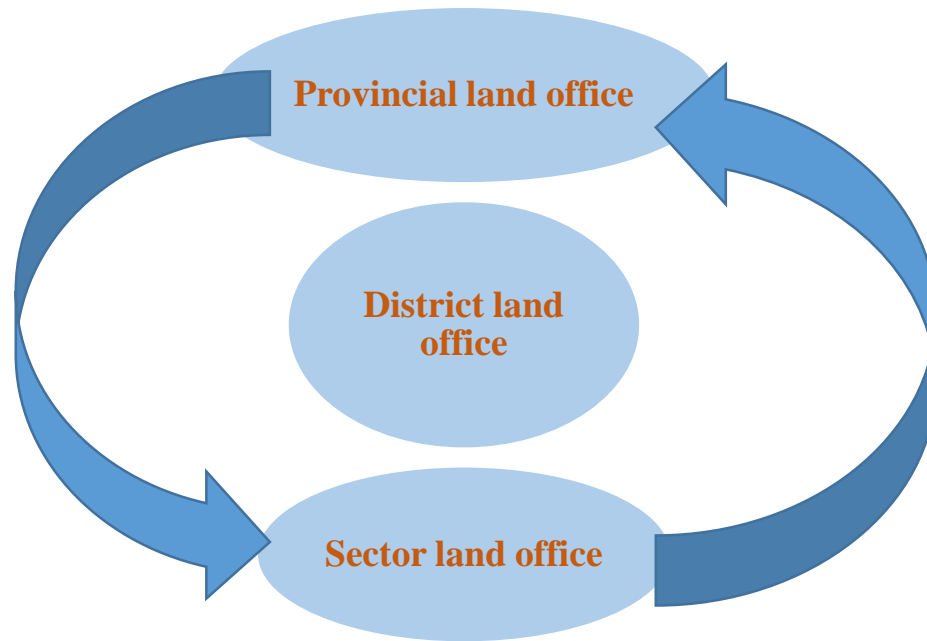 Provincial land office
District land
office
Sector land office